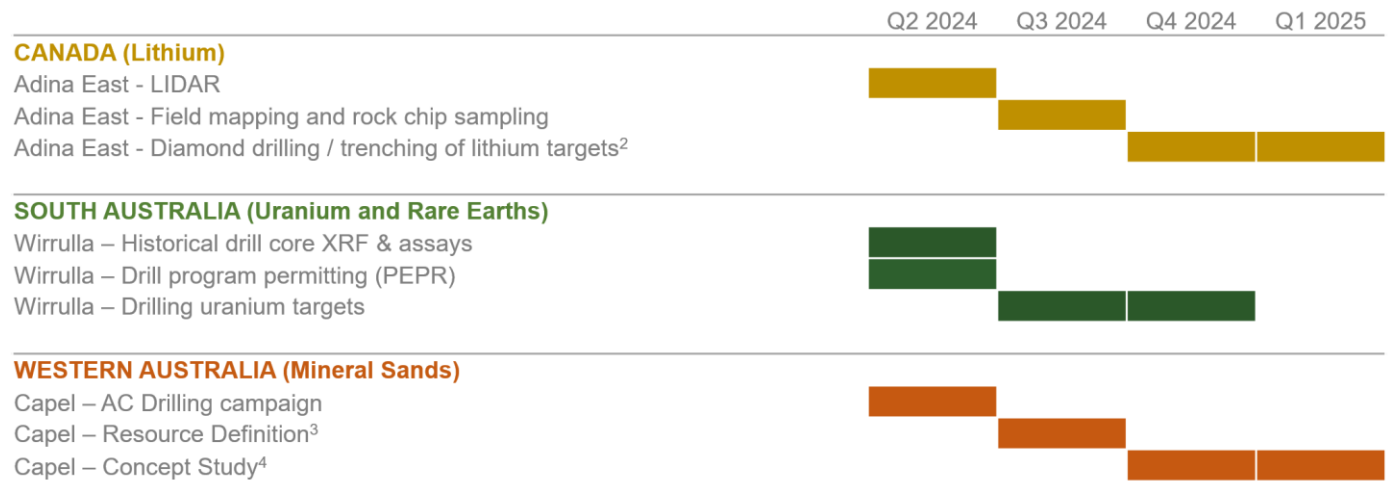 Q2 2024 Q3 2024 Q4 2024 Q1 2025
CANADA (Lithium)
Adina East - LIDAR
Adina East - Field mapping and rock chip sampling
Adina East - Diamond drilling / trenching of lithium targets²
SOUTH AUSTRALIA (Uranium and Rare Earths)
Wirrulla – Historical drill core XRF & assays
Wirrulla – Drill program permitting (PEPR)
Wirrulla – Drilling uranium targets
WESTERN AUSTRALIA (Mineral Sands)
Capel – AC Drilling campaign
Capel – Resource Definition³
Capel – Concept Study⁴